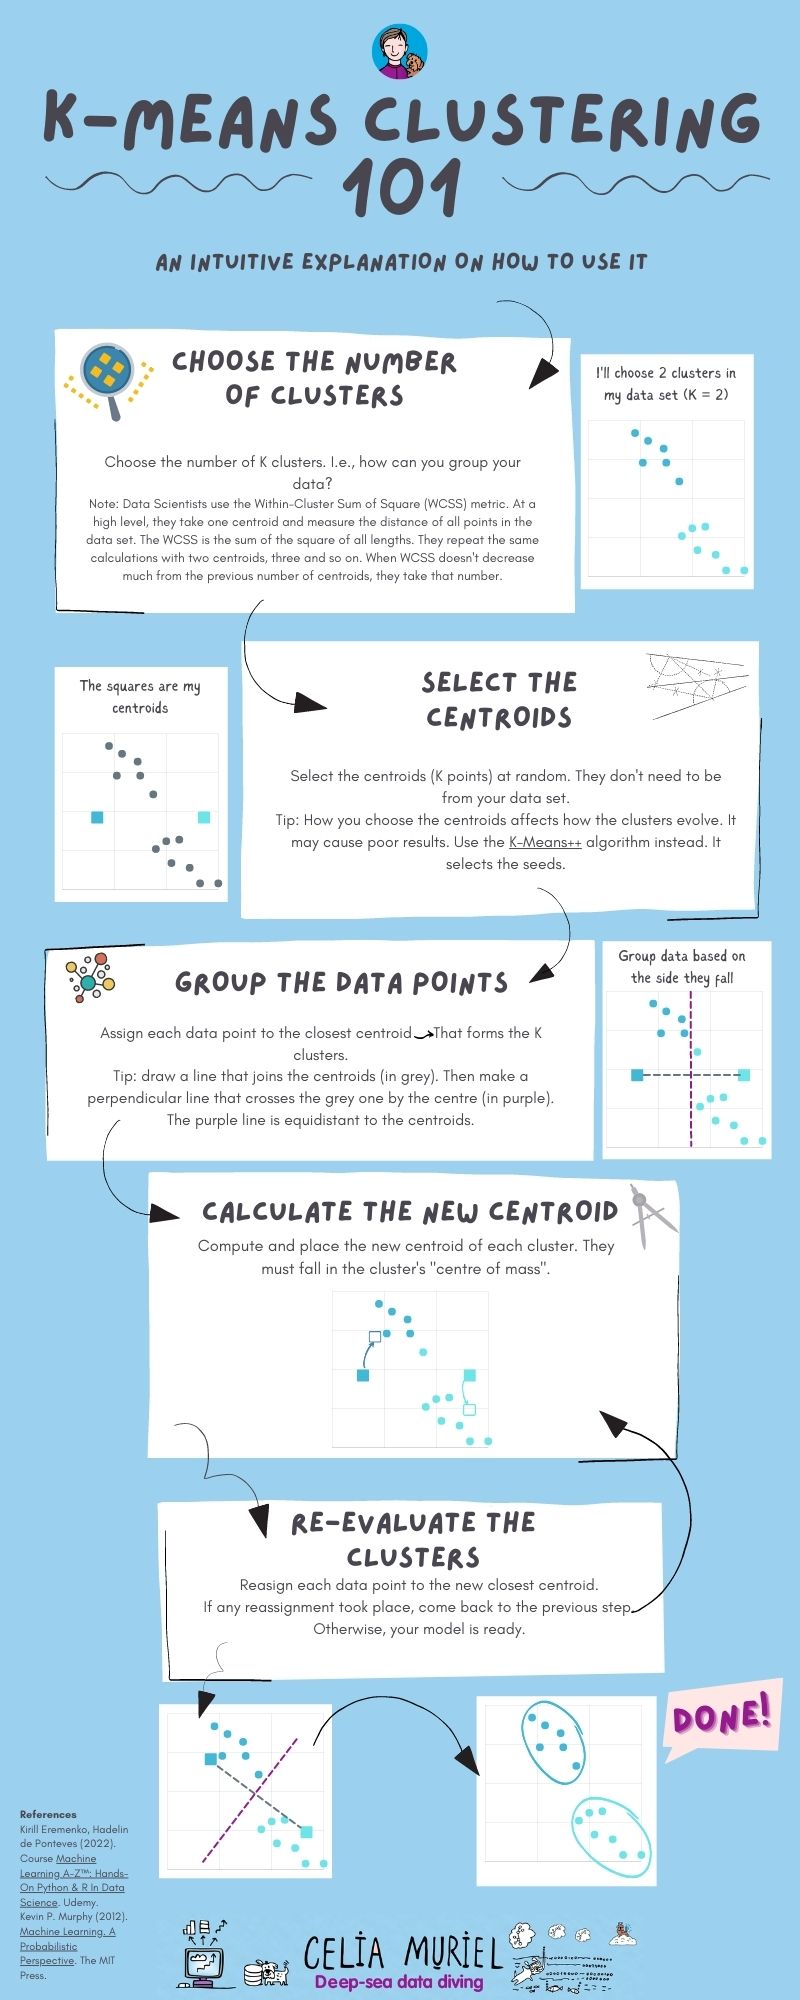 K-MEANS CLUSTERING
101
AN INTUITIVE EXPLANATION ON HOW TO USE IT
CHOOSE THE NUMBER
OF CLUSTERS
Choose the number of K clusters. I.e., how can you group your
data?
Note: Data Scientists use the Within-Cluster Sum of Square (WCSS) metric. At a
high level, they take one centroid and measure the distance of all points in the
data set. The WCSS is the sum of the square of all lengths. They repeat the same
calculations with two centroids, three and so on. When WCSS doesn't decrease
much from the previous number of centroids, they take that number.
I'll choose 2 clusters in
my data set (K = 2)
The squares are my
centroids
SELECT THE
CENTROIDS
Select the centroids (K points) at random. They don't need to be
from your data set.
Tip: How you choose the centroids affects how the clusters evolve. It
may cause poor results. Use the K-Means++ algorithm instead. It
selects the seeds.
GROUP THE DATA POINTS
Assign each data point to the closest centroid That forms the K
clusters.
Tip: draw a line that joins the centroids (in grey). Then make a
perpendicular line that crosses the grey one by the centre (in purple).
The purple line is equidistant to the centroids.
Group data based on
the side they fall
CALCULATE THE NEW CENTROID
Compute and place the new centroid of each cluster. They
must fall in the cluster's "centre of mass".
RE-EVALUATE THE
CLUSTERS
Reasign each data point to the new closest centroid.
If any reassignment took place, come back to the previous step.
Otherwise, your model is ready.
DONE!
References
Kirill Eremenko, Hadelin
de Ponteves (2022).
Course Machine
Learning A-Z™: Hands-
On Python & R In Data
Science. Udemy.
Kevin P. Murphy (2012).
Machine Learning. A
Probabilistic
Perspective. The MIT
Press.
CELIA MURIEL
Deep-sea data diving